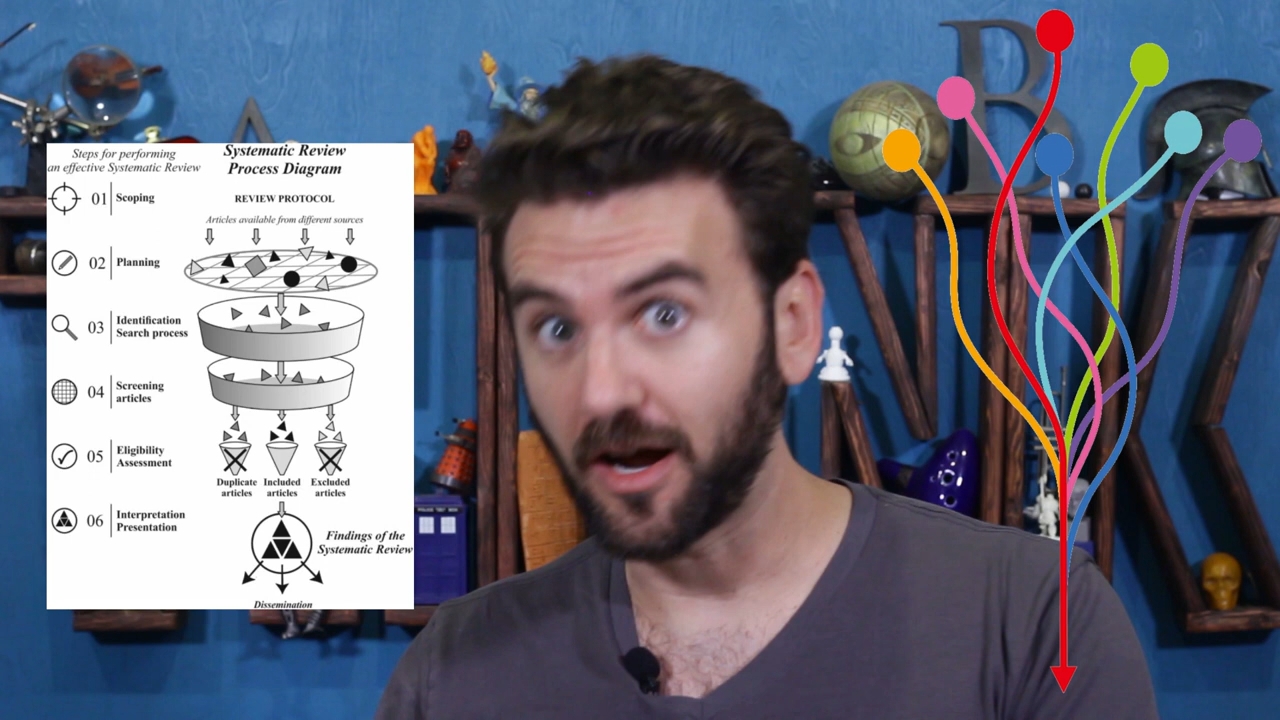 Steps for performing
an effective Systematic Review
01 Scoping
02 Planning
03 Identification
Search process
04 Screening
articles
05 Eligibility
Assessment
06 Interpretation
Presentation
Systematic Review
Process Diagram
REVIEW PROTOCOL
Articles available from different sources
Duplicate
articles
Included
articles
Excluded
articles
Findings of the
Systematic Review
Dissemination
A
B
POLICE BOX